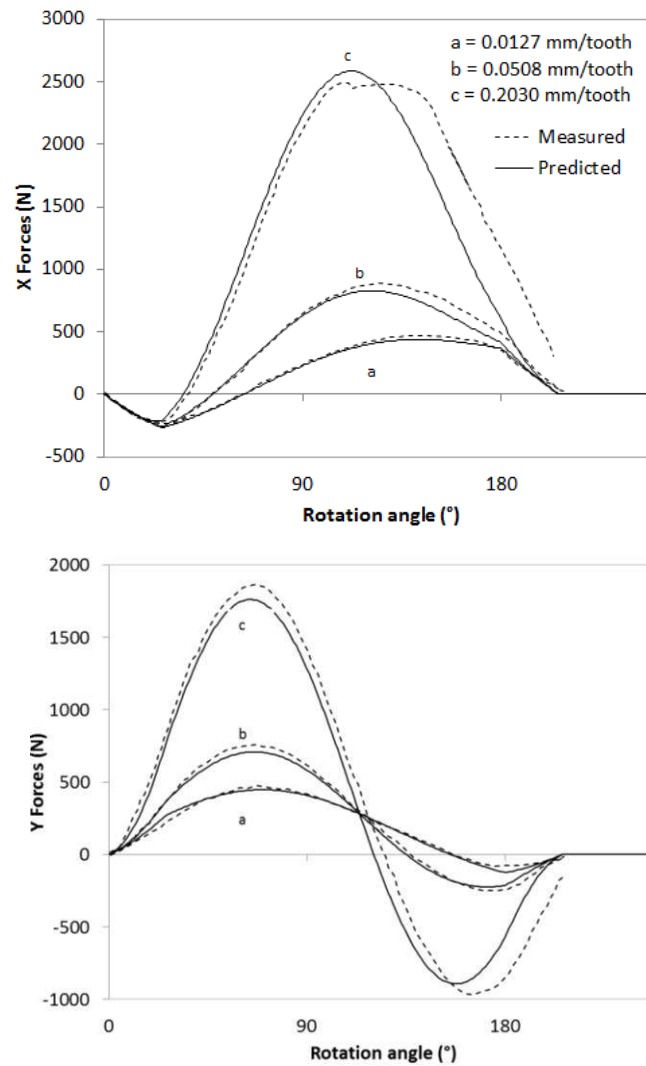 3000
2500
2000
1500
1000
500
0
-500
X Forces (N)
c
b
a
a = 0.0127 mm/tooth
b = 0.0508 mm/tooth
c = 0.2030 mm/tooth
Measured
Predicted
0
90
180
Rotation angle (°)
2000
1500
1000
500
0
-500
-1000
Y Forces (N)
c
b
a
0
90
180
Rotation angle (°)